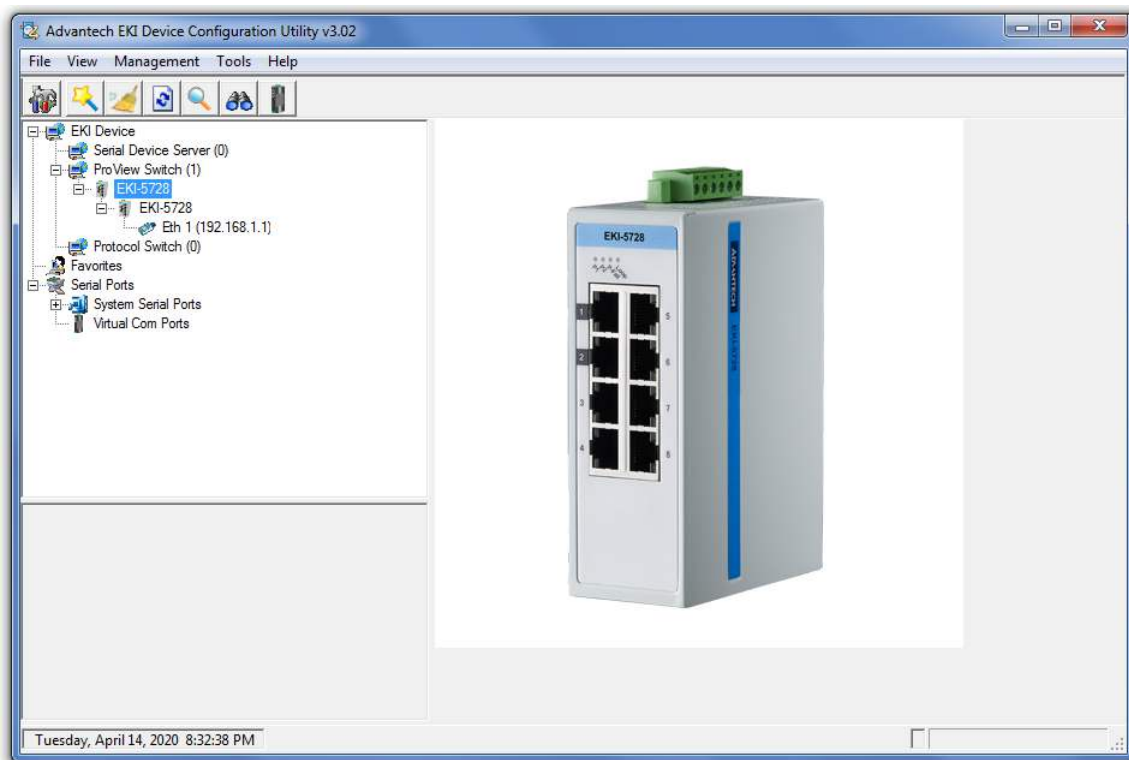 Advantech EKI Device Configuration Utility v3.02
File View Management Tools Help
EKI Device
Serial Device Server (0)
ProView Switch (1)
EKI-5728
EKI-5728
Eth 1 (192.168.1.1)
Protocol Switch (0)
Favorites
Serial Ports
System Serial Ports
Virtual Com Ports
EKI-5728
ADVANTECH EKI-5728
1 5
2 6
3 7
4 8
Tuesday, April 14, 2020 8:32:38 PM